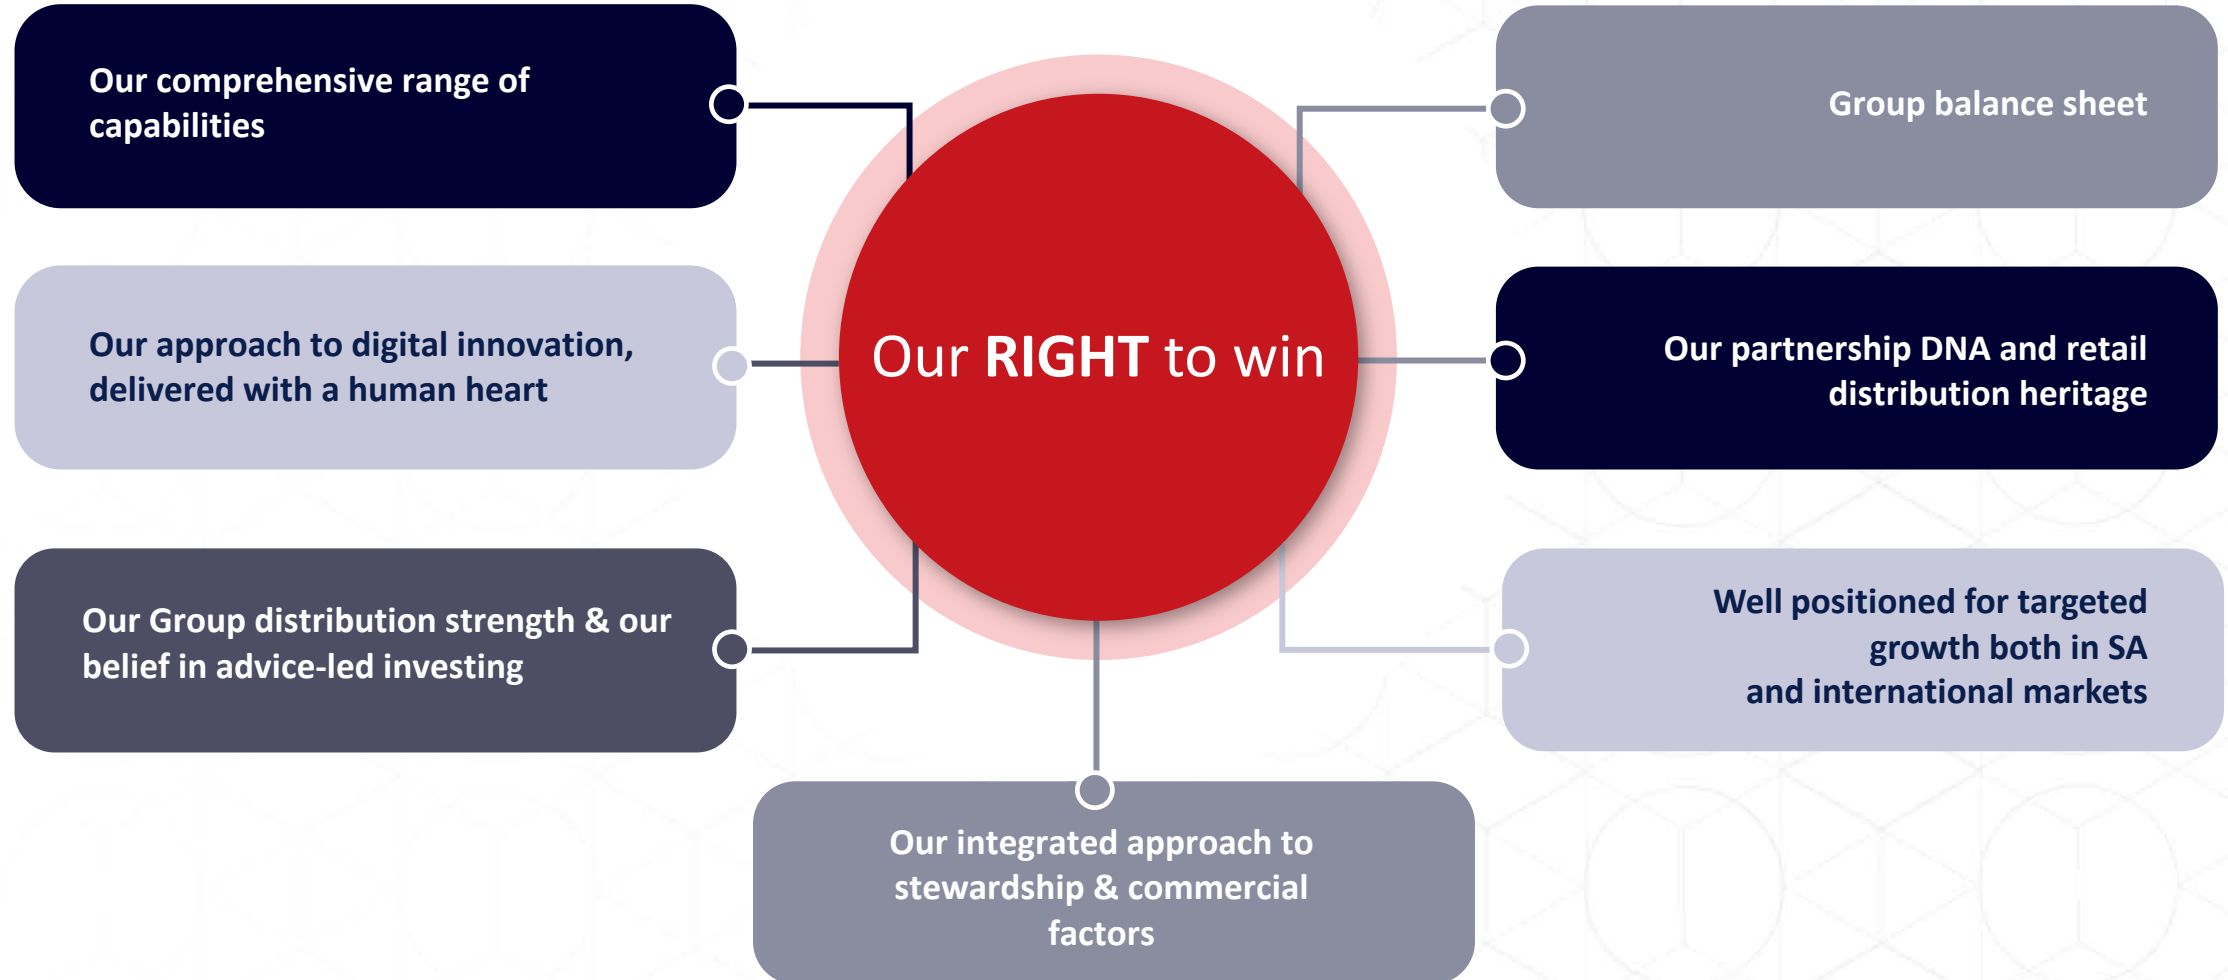 Our comprehensive range of
capabilities
Our approach to digital innovation,
delivered with a human heart
Our Group distribution strength & our
belief in advice-led investing
Our RIGHT to win
Group balance sheet
Our partnership DNA and retail
distribution heritage
Well positioned for targeted
growth both in SA
and international markets
Our integrated approach to
stewardship & commercial
factors